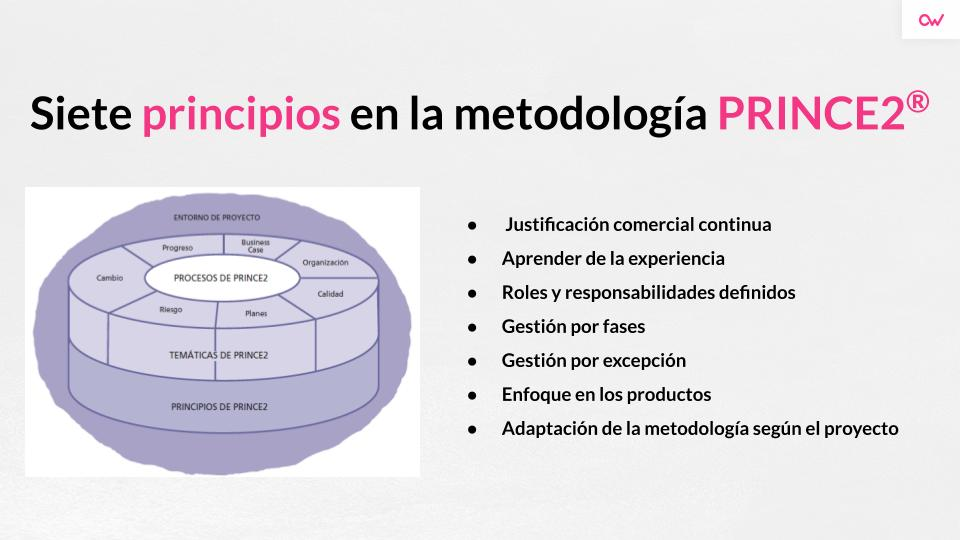 Siete principios en la metodología PRINCE2®
ENTORNO DE PROYECTO
Progreso
Business
Case
Organización
Cambio
PROCESOS DE PRINCE2
Calidad
Riesgo
Planes
TEMÁTICAS DE PRINCE2
PRINCIPIOS DE PRINCE2
● Justificación comercial continua
● Aprender de la experiencia
● Roles y responsabilidades definidos
● Gestión por fases
● Gestión por excepción
● Enfoque en los productos
● Adaptación de la metodología según el proyecto